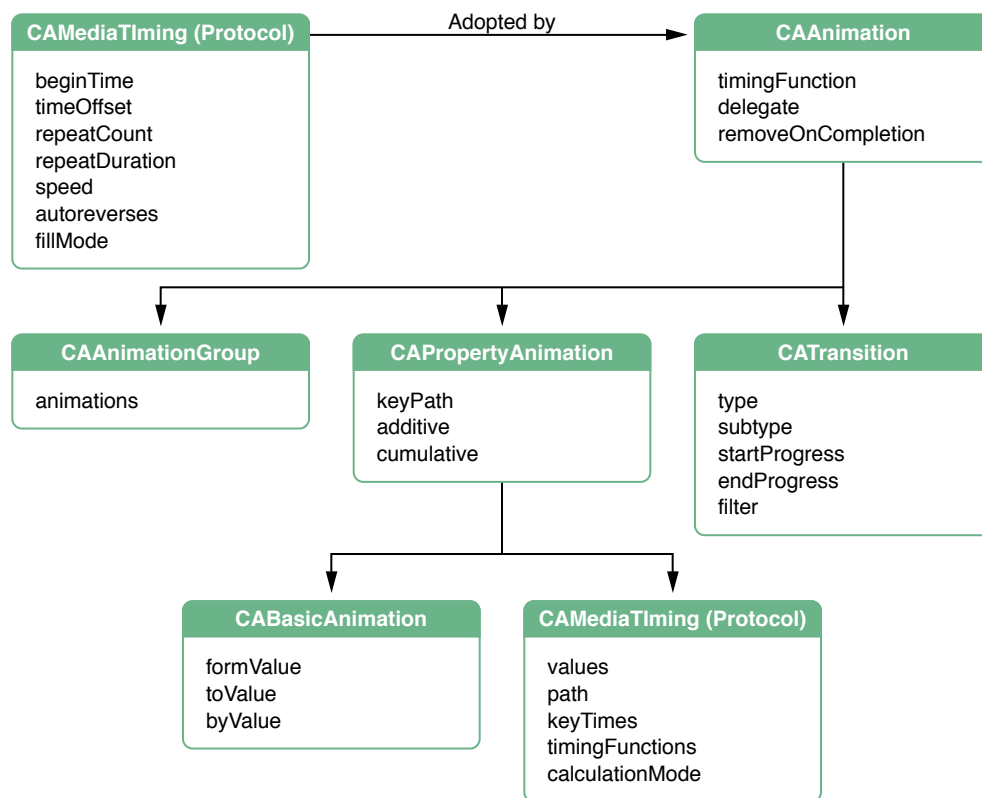 CAMediaTIming (Protocol)
beginTime
timeOffset
repeatCount
repeatDuration
speed
autoreverses
fillMode
Adopted by
CAAnimation
timingFunction
delegate
removeOnCompletion
CAAnimationGroup
animations
CAPropertyAnimation
keyPath
additive
cumulative
CATransition
type
subtype
startProgress
endProgress
filter
CABasicAnimation
formValue
toValue
byValue
CAMediaTIming (Protocol)
values
path
keyTimes
timingFunctions
calculationMode